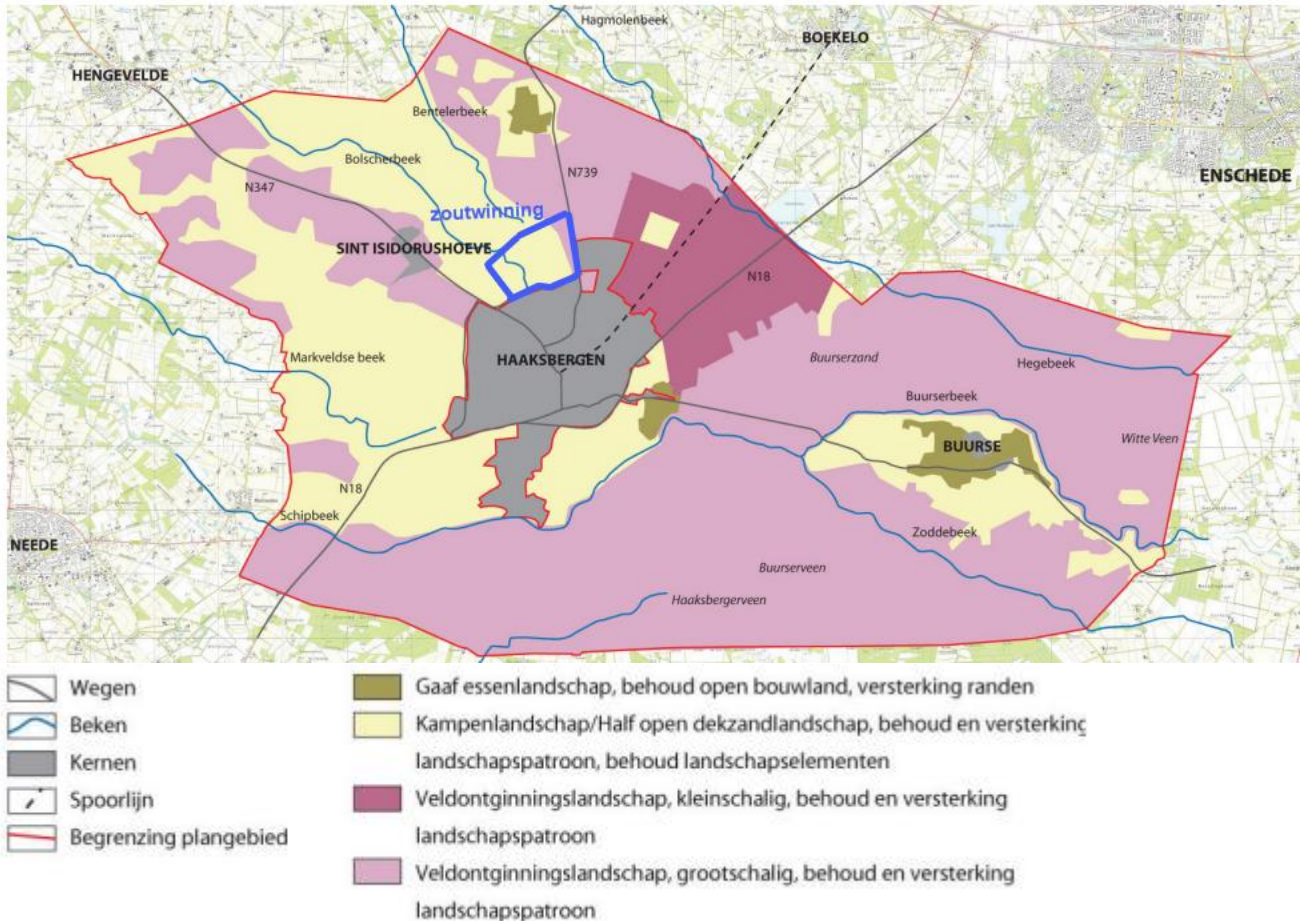 Hagmolenbeek
BOEKELO
HENGEVELDE
Bentelerbeek
Bolscherbeek
N739
ENSCHEDE
N347
zoutwinning
SINT ISIDORUSHOEVE
N18
Markveldse beek
HAAKSBERGEN
Buurserzand
Hegebeek
Buurserbeek
Witte Veen
BUURSE
N18
Schipbeek
Zoddebeek
NEEDE
Buurserveen
Haaksbergerveen
Wegen
Beken
Kernen
Spoorlijn
Begrenzing plangebied
Gaaf essenlandschap, behoud open bouwland, versterking randen
Kampenlandschap/Half open dekzandlandschap, behoud en versterking
landschapspatroon, behoud landschapselementen
Veldontginningslandschap, kleinschalig, behoud en versterking
landschapspatroon
Veldontginningslandschap, grootschalig, behoud en versterking
landschapspatroon